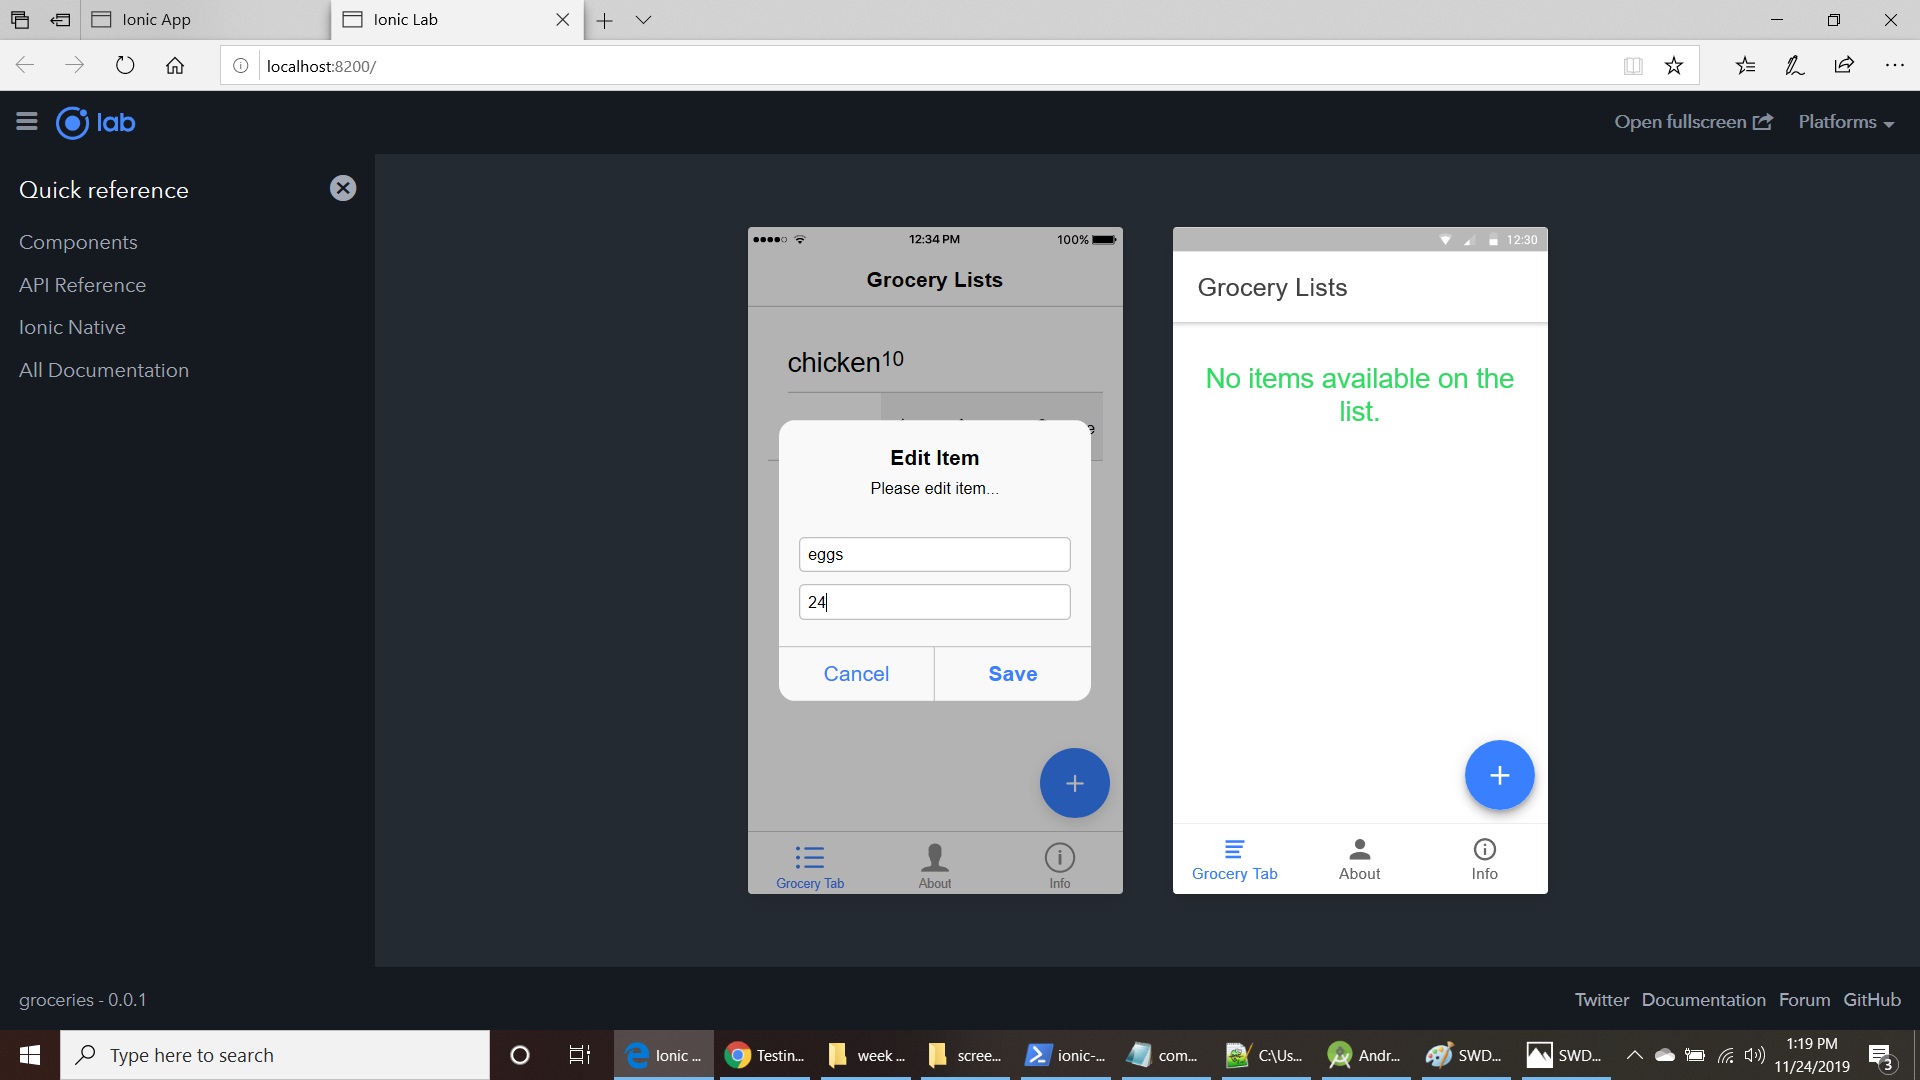 Ionic App
Ionic Lab
localhost:8200/
lab
Open fullscreen
Platforms
Quick reference
Components
API Reference
Ionic Native
All Documentation
12:34 PM
100%
Grocery Lists
chicken10
e
Edit Item
Please edit item...
eggs
24
Cancel
Save
Grocery Tab
About
Info
12:30
Grocery Lists
No items available on the
list.
Grocery Tab
About
Info
groceries - 0.0.1
Twitter Documentation Forum GitHub
Type here to search
Ionic ...
Testin...
week ...
scree...
ionic-...
com...
C:\Us...
Andr...
SWD...
SWD...
1:19 PM
11/24/2019
3